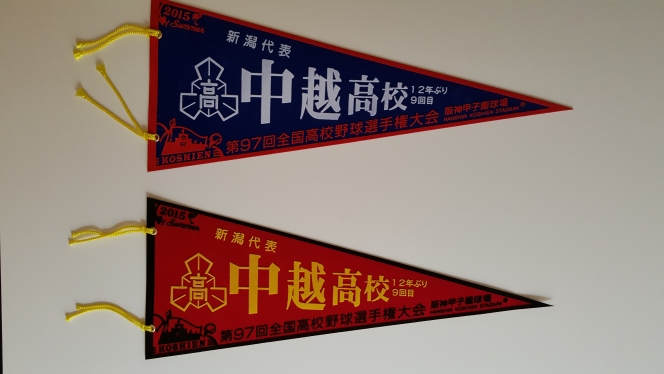 2015
My Summer
新潟代表
高
中越高校
12年ぶり
9回目
阪神甲子園球場
HANSHIN KOSHIEN STADIUM
第97回全国高校野球選手権大会
KOSHIEN
2015
My Summer
新潟代表
高
中越高校
12年ぶり
9回目
阪神甲子園球場
HANSHIN KOSHIEN STADIUM
第97回全国高校野球選手権大会
KOSHIEN